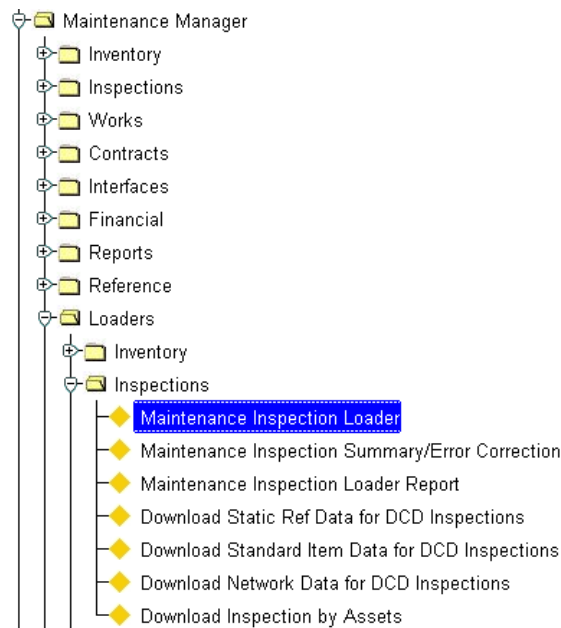 Maintenance Manager
Inventory
Inspections
Works
Contracts
Interfaces
Financial
Reports
Reference
Loaders
Inventory
Inspections
Maintenance Inspection Loader
Maintenance Inspection Summary/Error Correction
Maintenance Inspection Loader Report
Download Static Ref Data for DCD Inspections
Download Standard Item Data for DCD Inspections
Download Network Data for DCD Inspections
Download Inspection by Assets